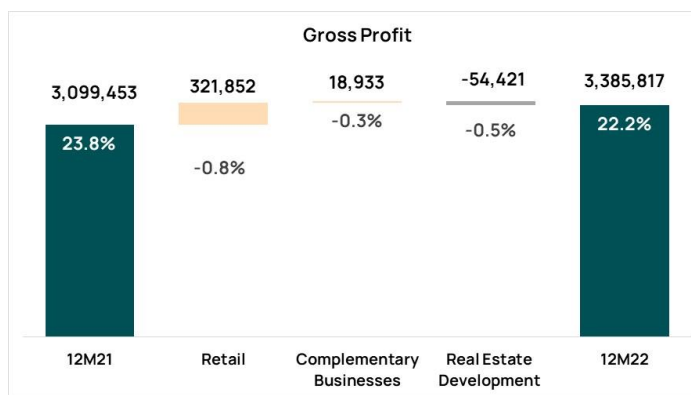 Gross Profit
3,099,453
321,852
18,933
-54,421
3,385,817
23.8%
-0.8%
-0.3%
-0.5%
22.2%
12M21
Retail
Complementary
Businesses
Real Estate
Development
12M22